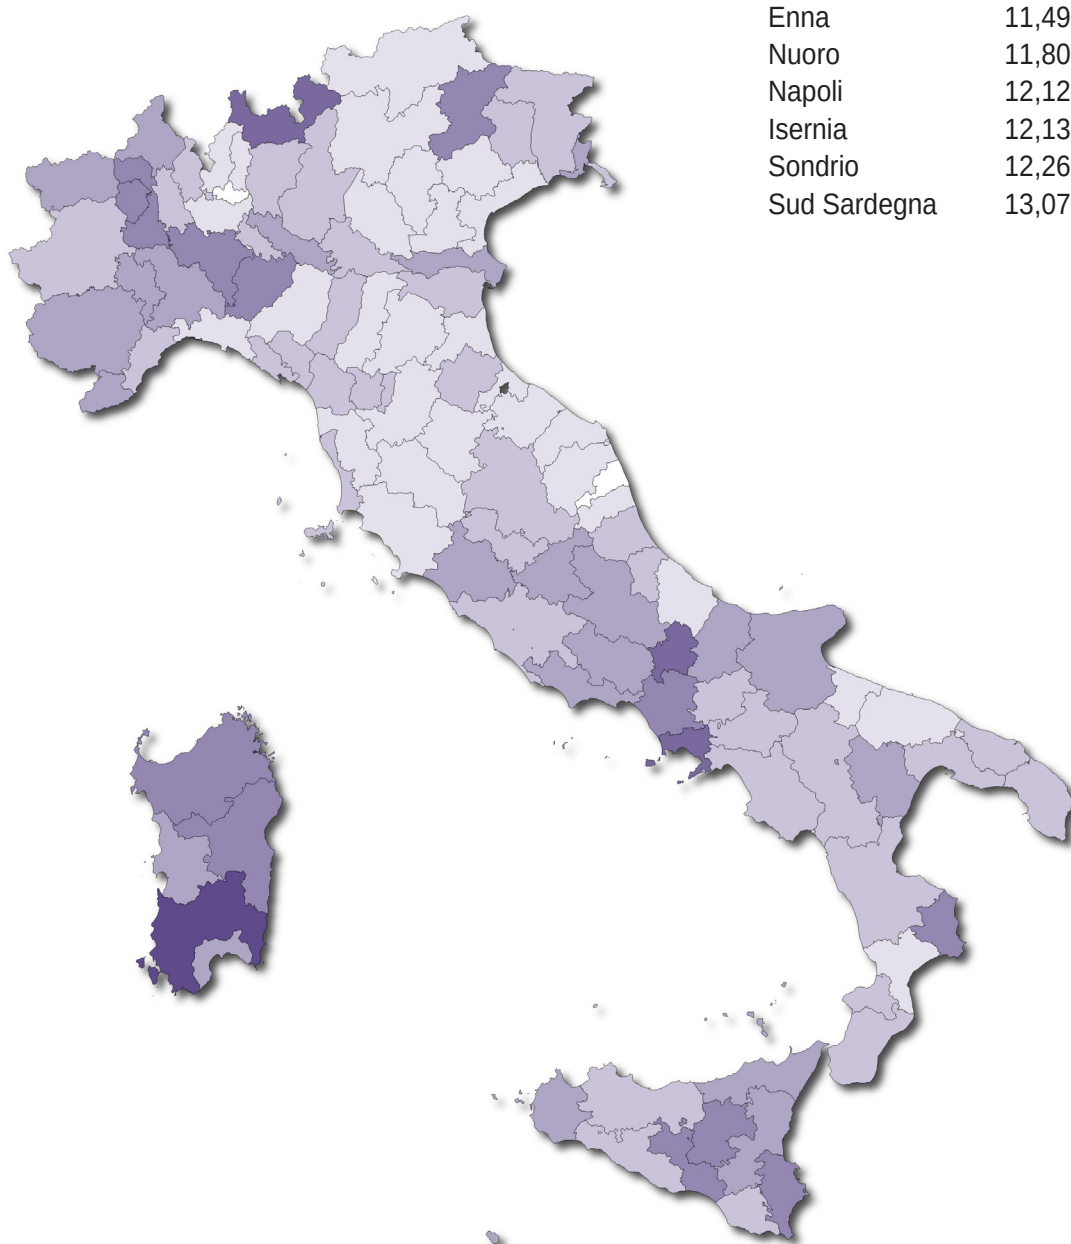 Enna 11,49
Nuoro 11,80
Napoli 12,12
Isernia 12,13
Sondrio 12,26
Sud Sardegna 13,07